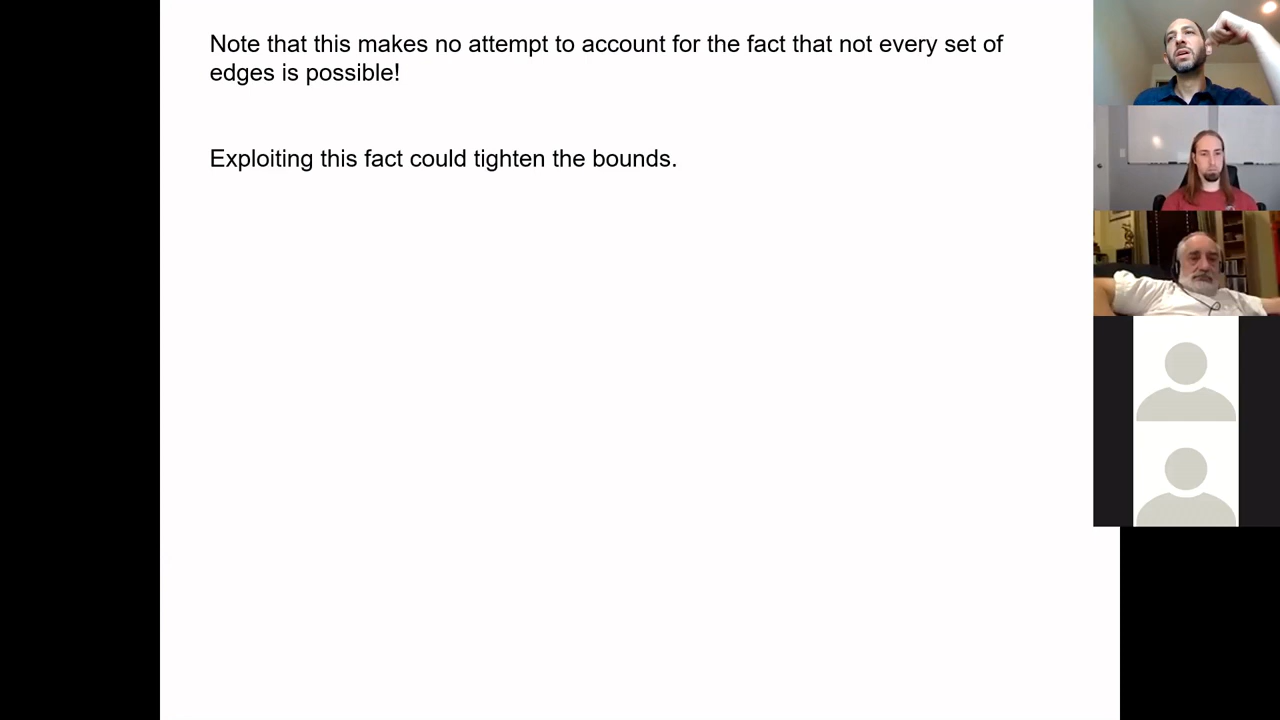 Note that this makes no attempt to account for the fact that not every set of
edges is possible!
Exploiting this fact could tighten the bounds.